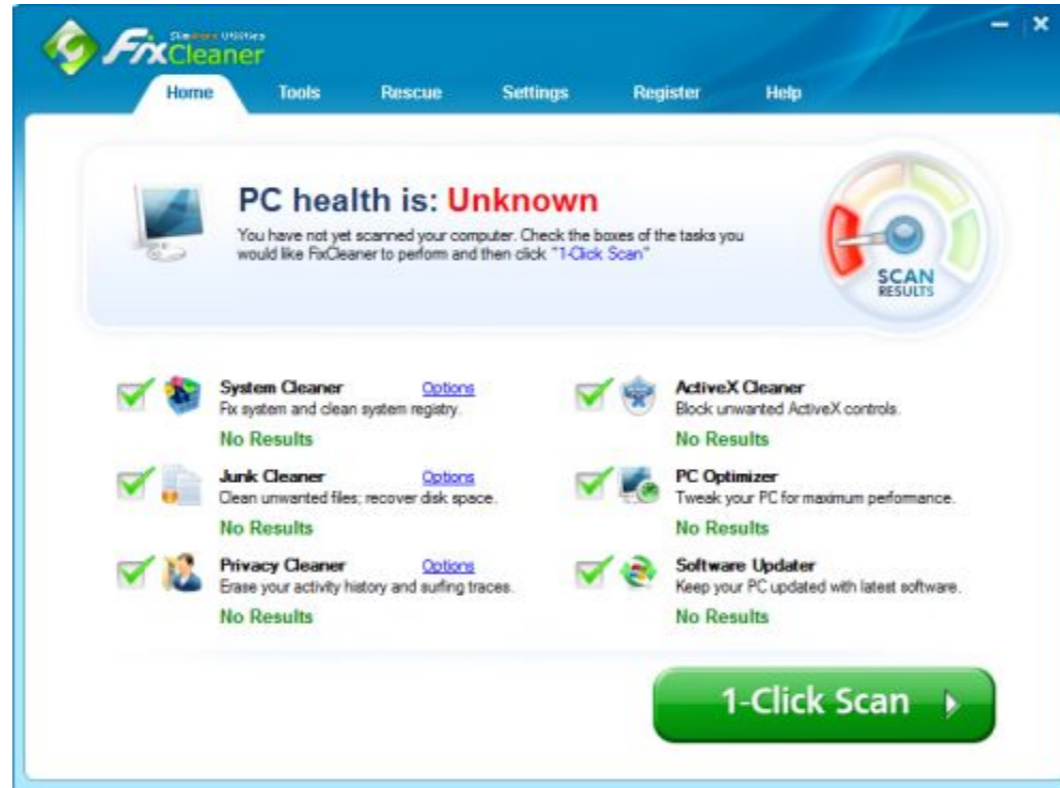 SlimWare Utilities
FixCleaner
Home Tools Rescue Settings Register Help
PC health is: Unknown
You have not yet scanned your computer. Check the boxes of the tasks you
would like FixCleaner to perform and then click "1-Click Scan"
SCAN
RESULTS
System Cleaner Options
Fix system and clean system registry.
No Results
ActiveX Cleaner
Block unwanted ActiveX controls.
No Results
Junk Cleaner Options
Clean unwanted files; recover disk space.
No Results
PC Optimizer
Tweak your PC for maximum performance.
No Results
Privacy Cleaner Options
Erase your activity history and surfing traces.
No Results
Software Updater
Keep your PC updated with latest software.
No Results
1-Click Scan